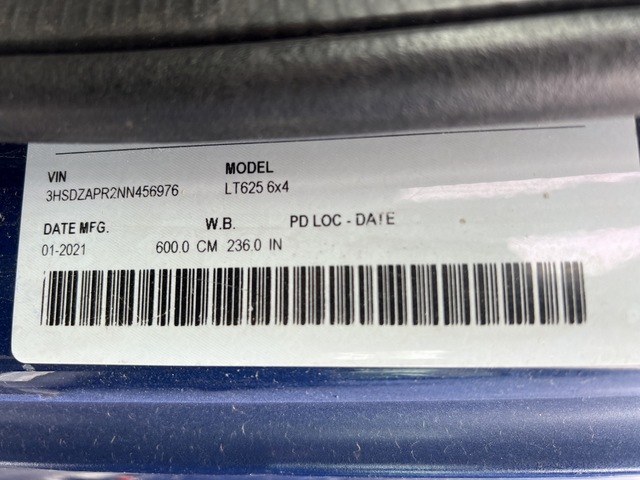 VIN MODEL
3HSDZAPR2NN456976 LT625 6x4
DATE MFG. W.B. PD LOC - DATE
01-2021 600.0 CM 236.0 IN